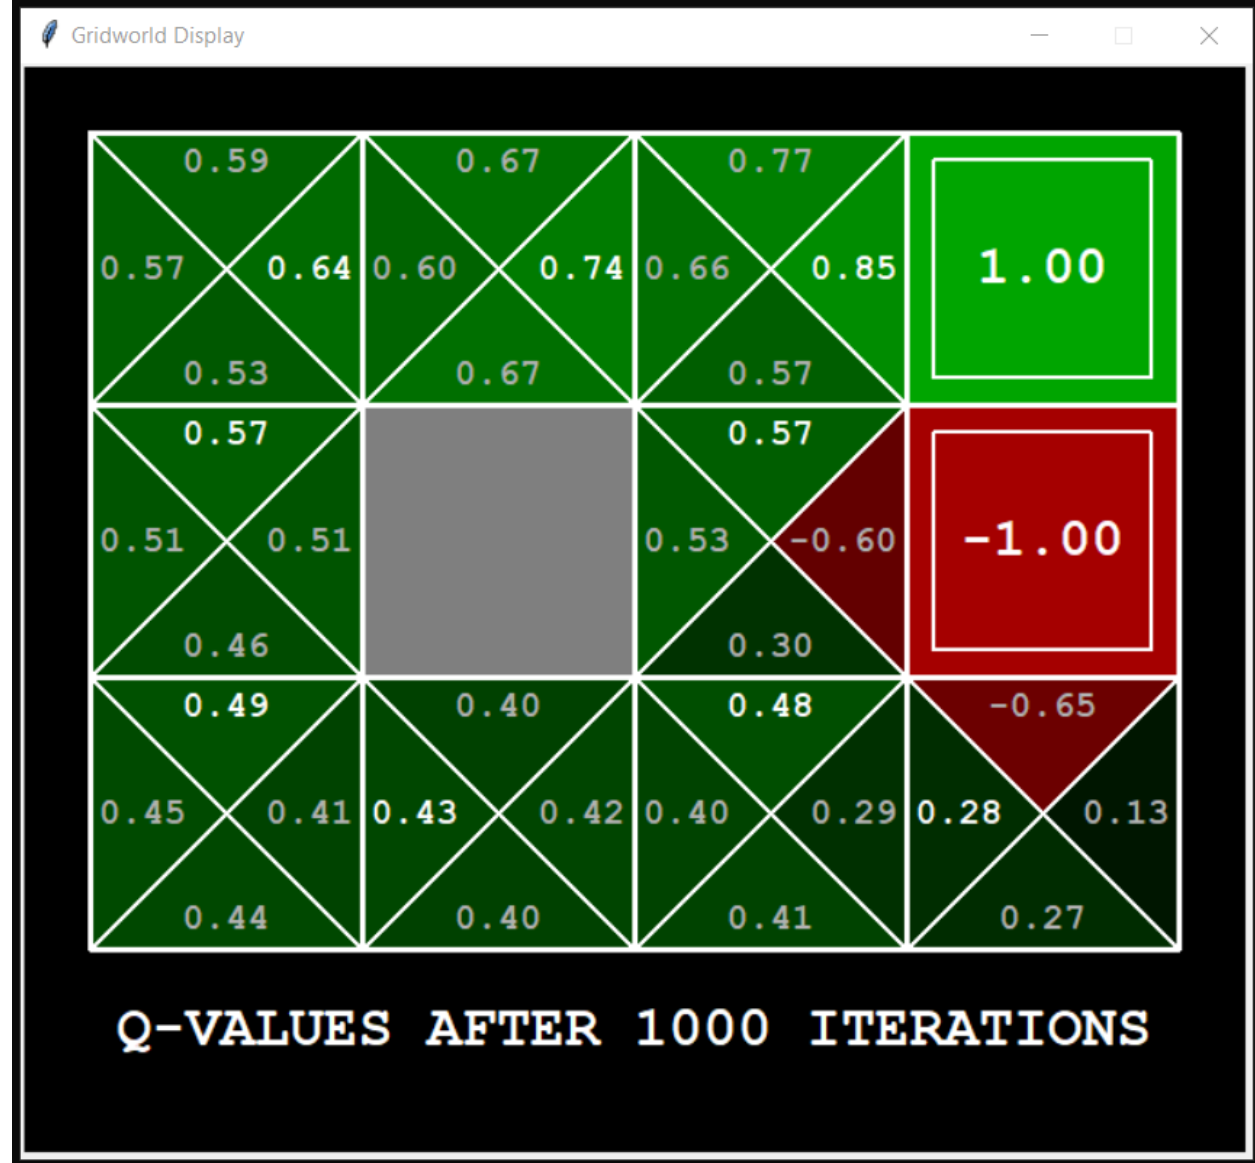 Gridworld Display
0.59 0.67 0.77
0.57 0.64 0.60 0.74 0.66 0.85 1.00
0.53 0.67 0.57
0.57 0.57
0.51 0.51 0.53 -0.60 -1.00
0.46 0.30
0.49 0.40 0.48 -0.65
0.45 0.41 0.43 0.42 0.40 0.29 0.28 0.13
0.44 0.40 0.41 0.27
Q-VALUES AFTER 1000 ITERATIONS